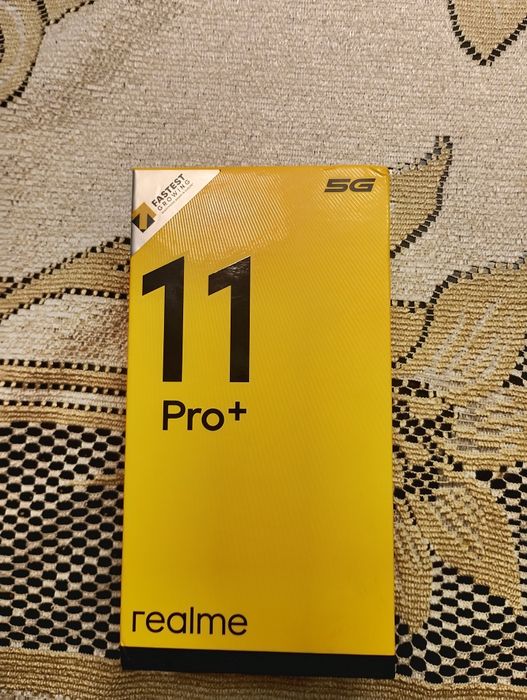 FASTEST
GROWING
5G
11
Pro+
realme